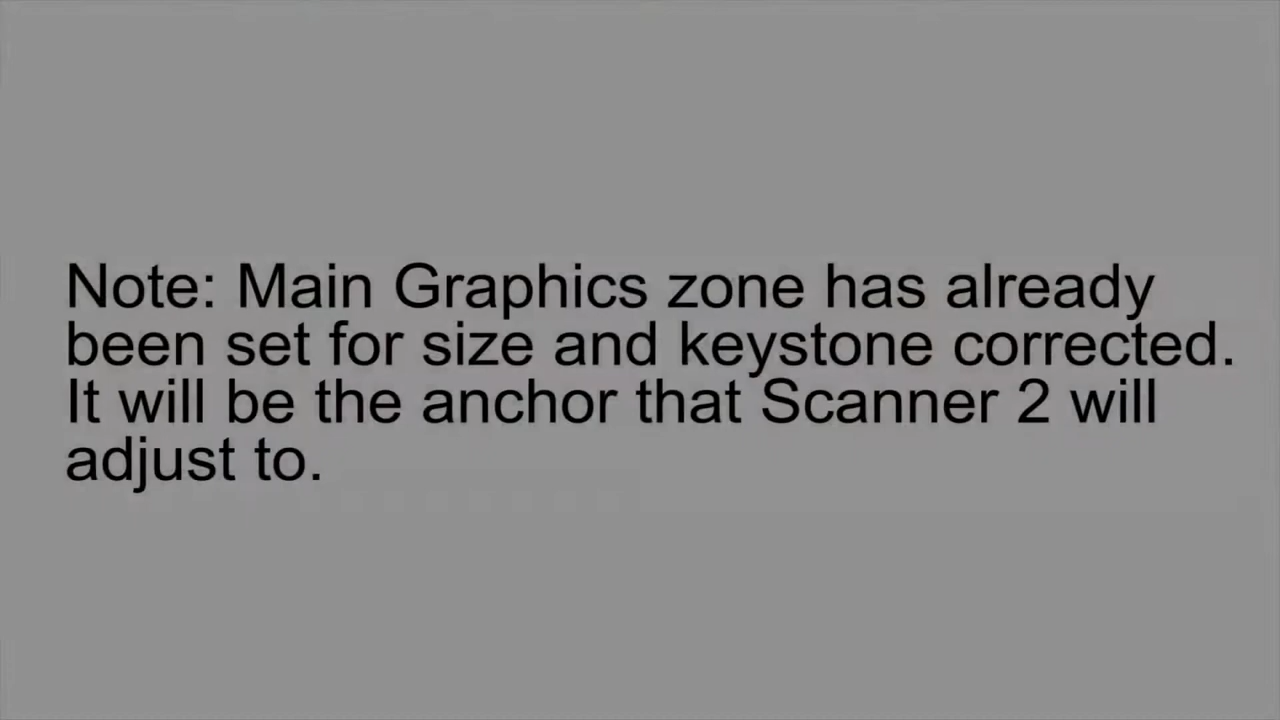 Note: Main Graphics zone has already
been set for size and keystone corrected.
It will be the anchor that Scanner 2 will
adjust to.